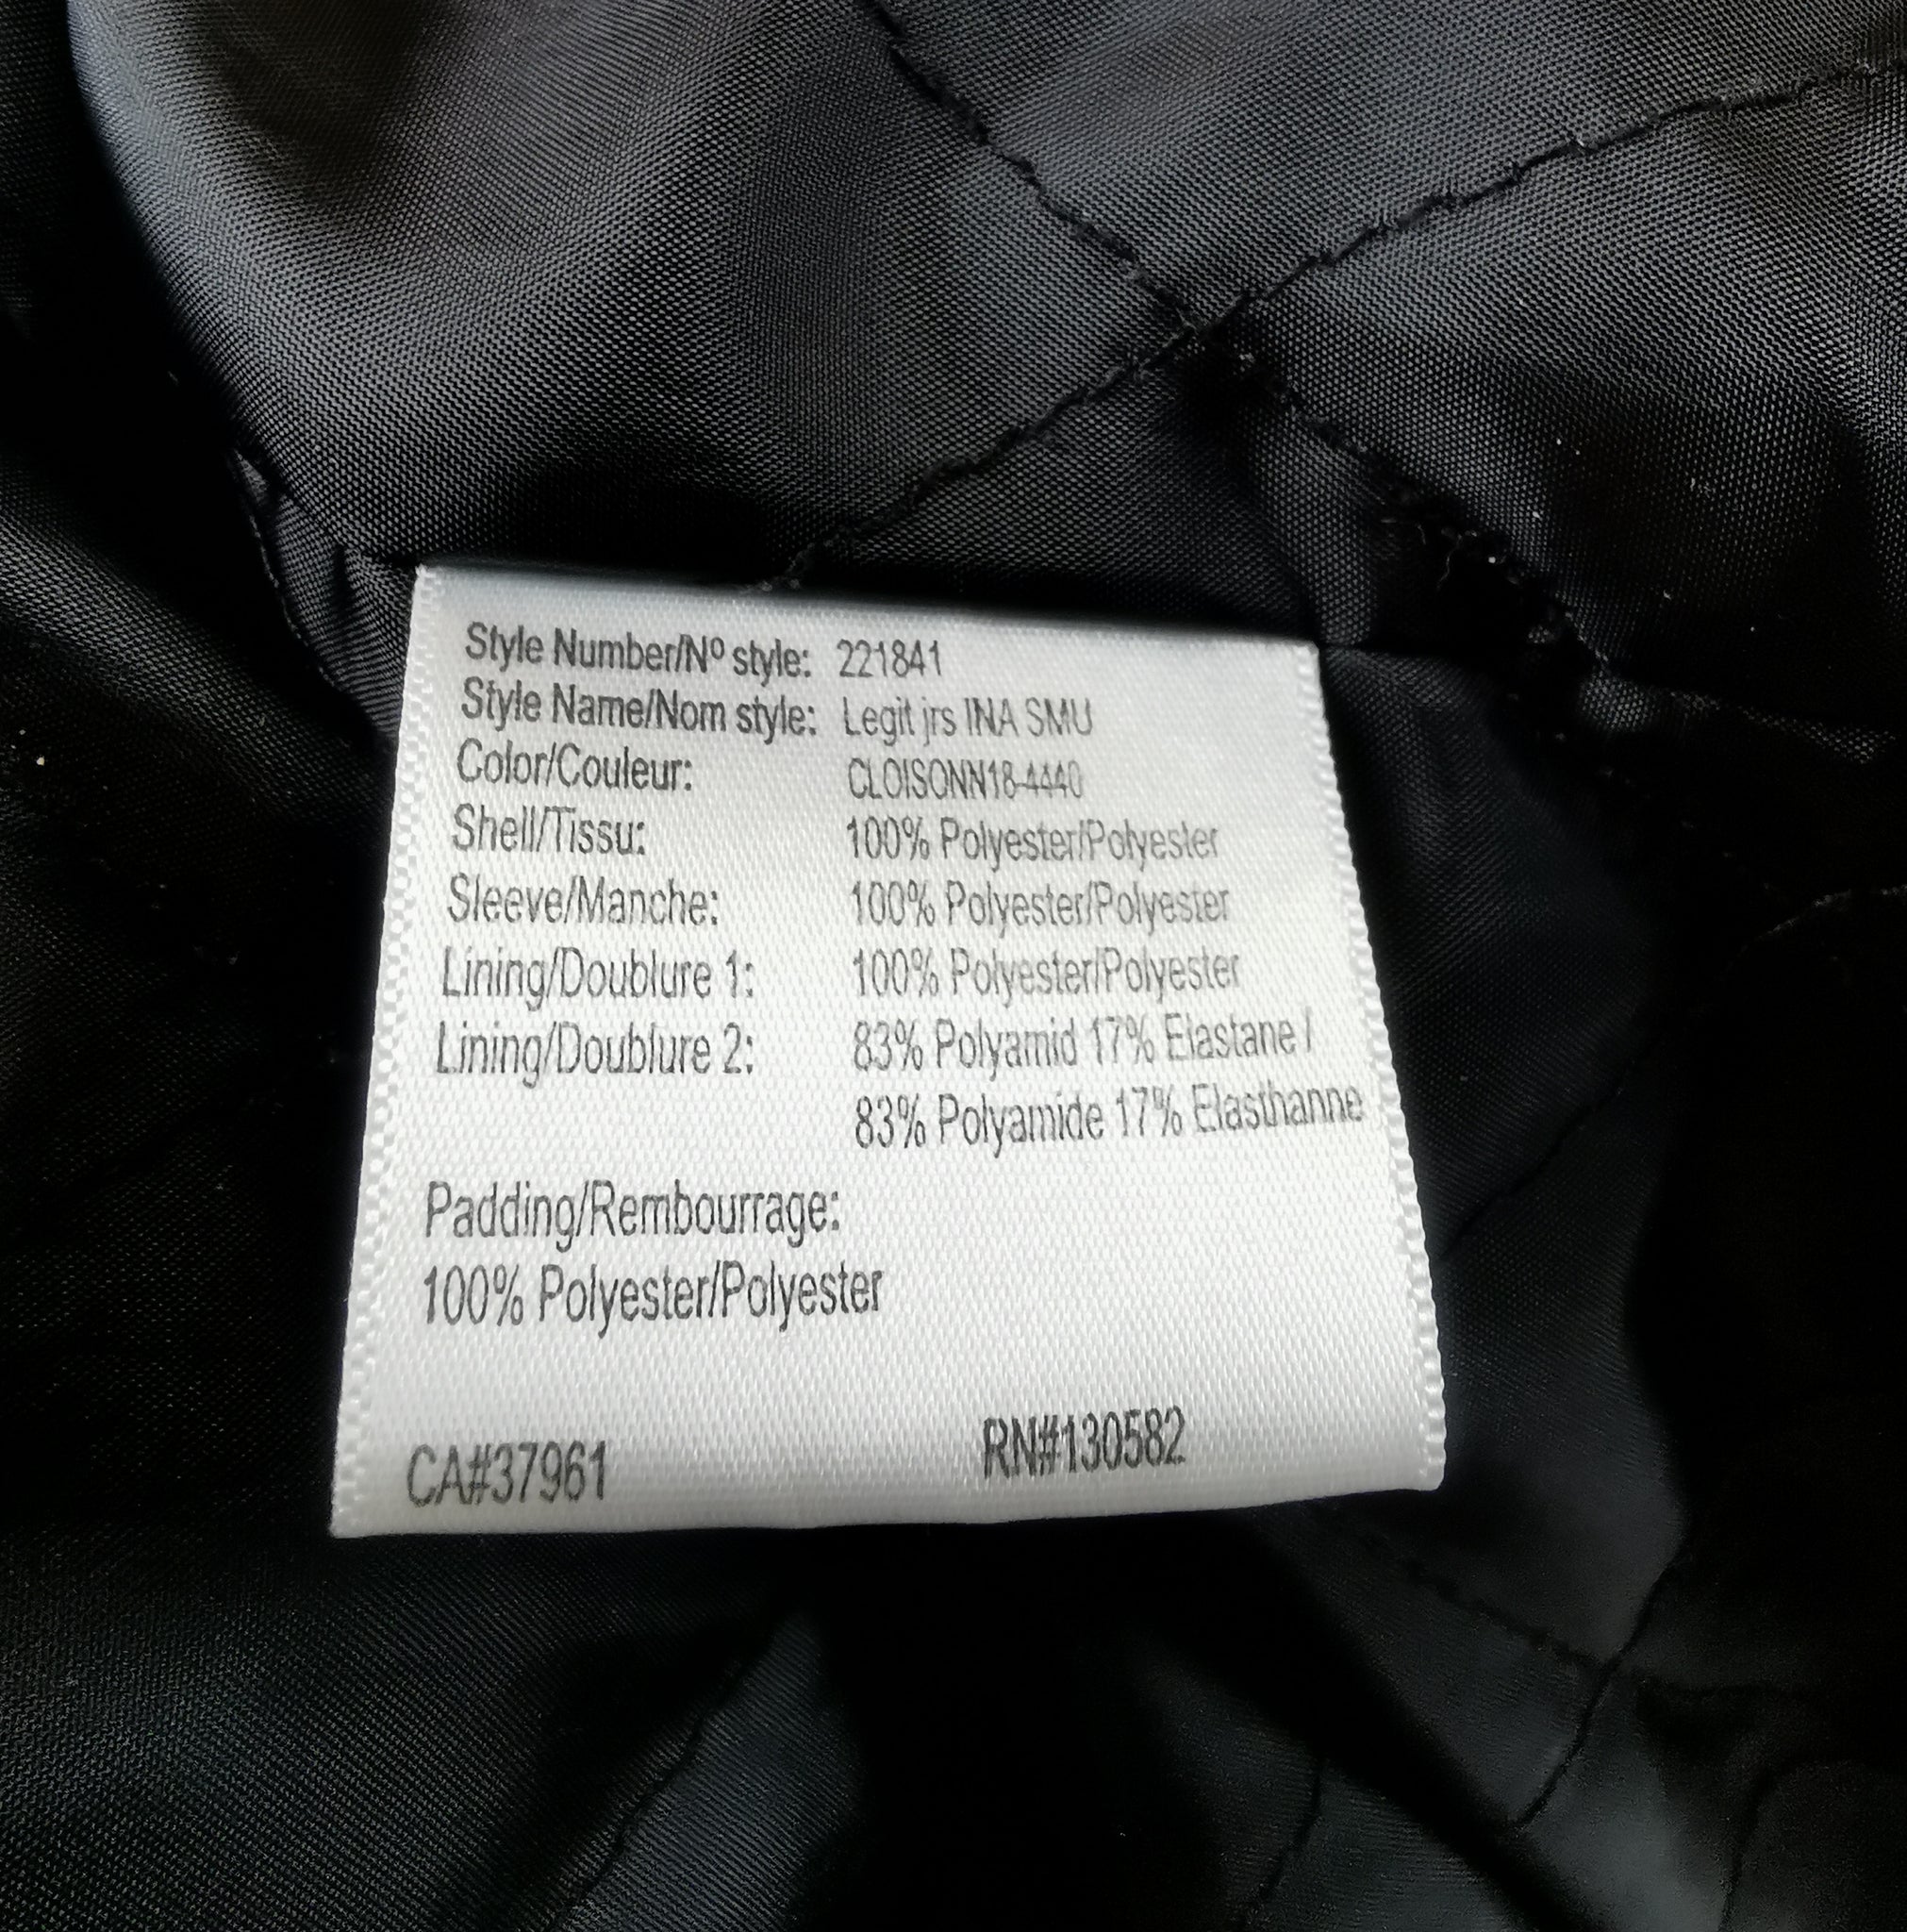 Style Number/Nº style: 221841
Style Name/Nom style: Legit jrs INA SMU
Color/Couleur: CLOISONN18-4440
Shell/Tissu: 100% Polyester/Polyester
Sleeve/Manche: 100% Polyester/Polyester
Lining/Doublure 1: 100% Polyester/Polyester
Lining/Doublure 2: 83% Polyamid 17% Elastane /
83% Polyamide 17% Elasthanne
Padding/Rembourrage:
100% Polyester/Polyester
CA#37961 RN#130582